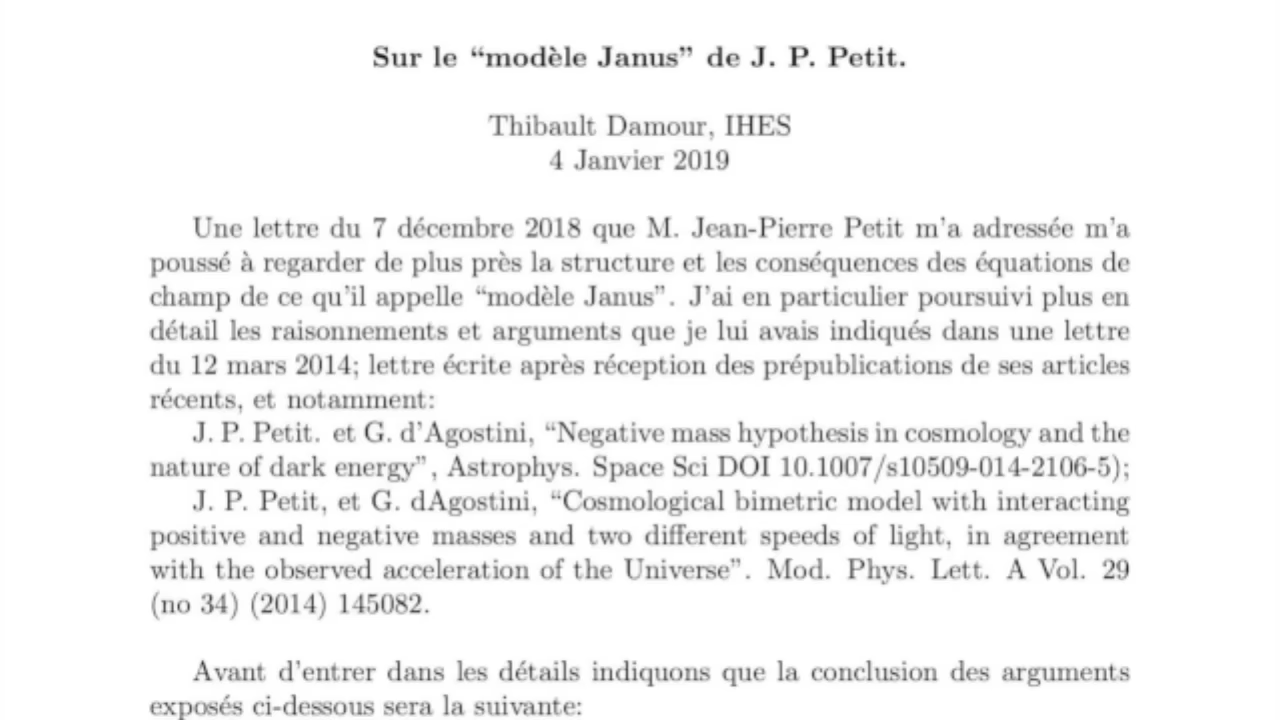 Sur le “modèle Janus” de J. P. Petit.
Thibault Damour, IHES
4 Janvier 2019
Une lettre du 7 décembre 2018 que M. Jean-Pierre Petit m’a adressée m’a
poussé à regarder de plus près la structure et les conséquences des équations de
champ de ce qu’il appelle “modèle Janus”. J’ai en particulier poursuivi plus en
détail les raisonnements et arguments que je lui avais indiqués dans une lettre
du 12 mars 2014; lettre écrite après réception des prépublications de ses articles
récents, et notamment:
J. P. Petit. et G. d’Agostini, “Negative mass hypothesis in cosmology and the
nature of dark energy”, Astrophys. Space Sci DOI 10.1007/s10509-014-2106-5);
J. P. Petit, et G. dAgostini, “Cosmological bimetric model with interacting
positive and negative masses and two different speeds of light, in agreement
with the observed acceleration of the Universe”. Mod. Phys. Lett. A Vol. 29
(no 34) (2014) 145082.
Avant d’entrer dans les détails indiquons que la conclusion des arguments
exposés ci-dessous sera la suivante: